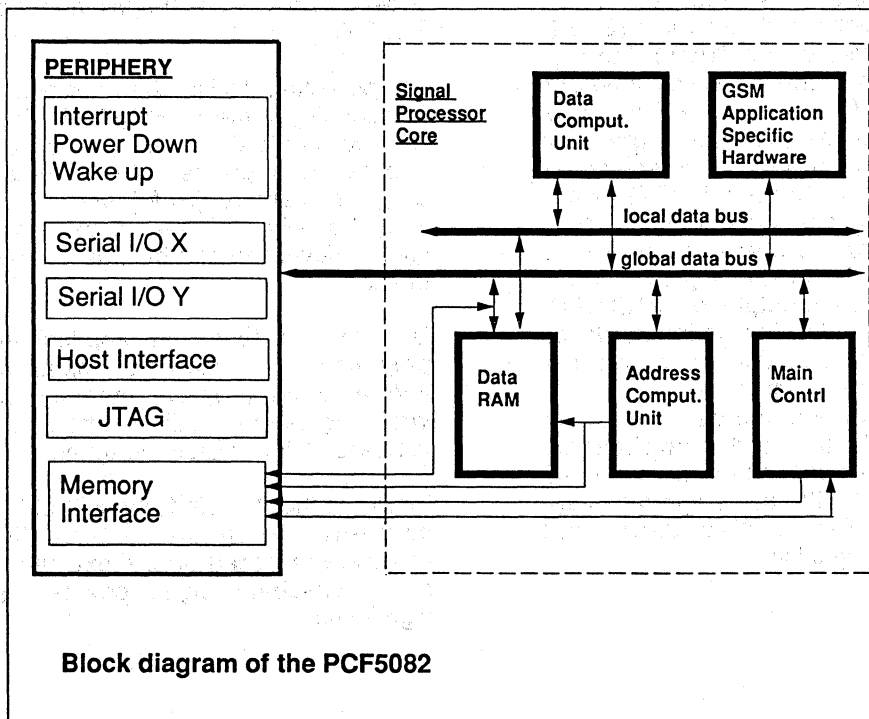 PERIPHERY
Interrupt
Power Down
Wake up
Serial I/O X
Serial I/O Y
Host Interface
JTAG
Memory
Interface
Signal
Processor
Core
Data
Comput.
Unit
GSM
Application
Specific
Hardware
local data bus
global data bus
Data
RAM
Address
Comput.
Unit
Main
Contrl
Block diagram of the PCF5082